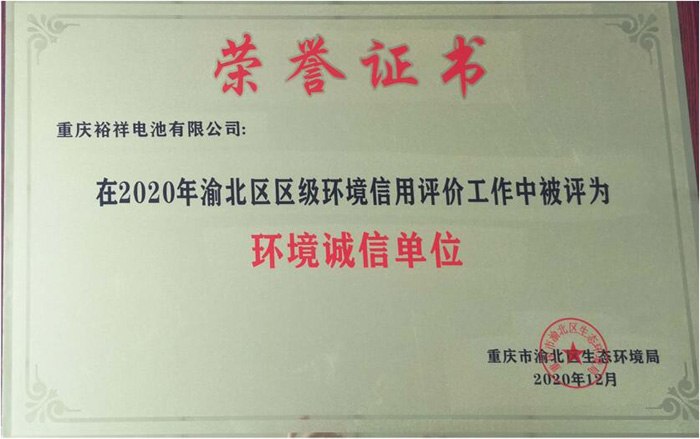 荣誉证书
重庆裕祥电池有限公司:
在2020年渝北区区级环境信用评价工作中被评为
环境诚信单位
重庆市渝北区生态环境局
2020年12月